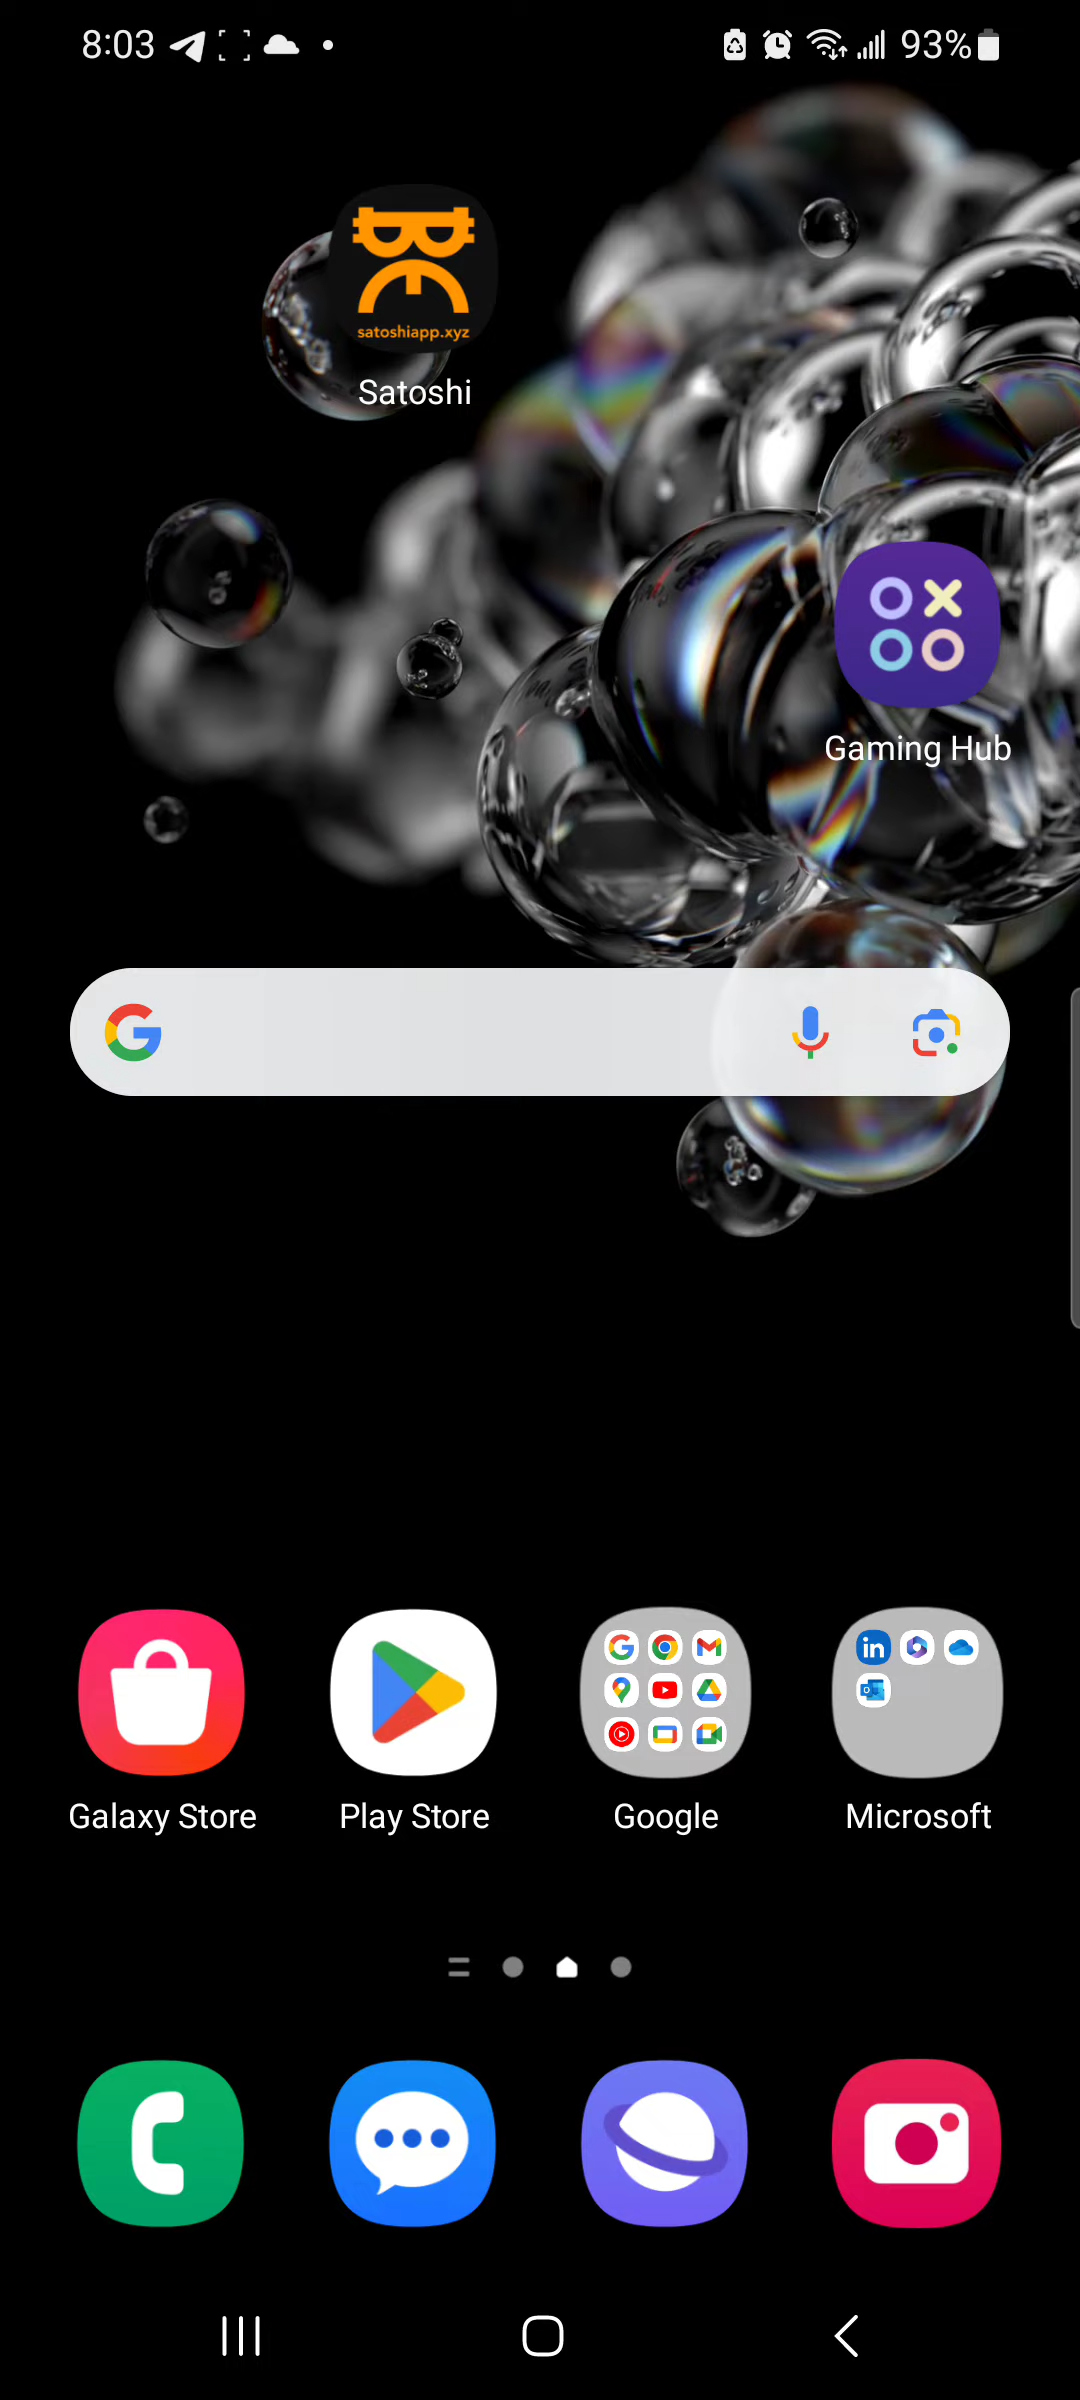 8:03
93%
satoshiapp.xyz
Satoshi
Gaming Hub
Galaxy Store
Play Store
Google
Microsoft